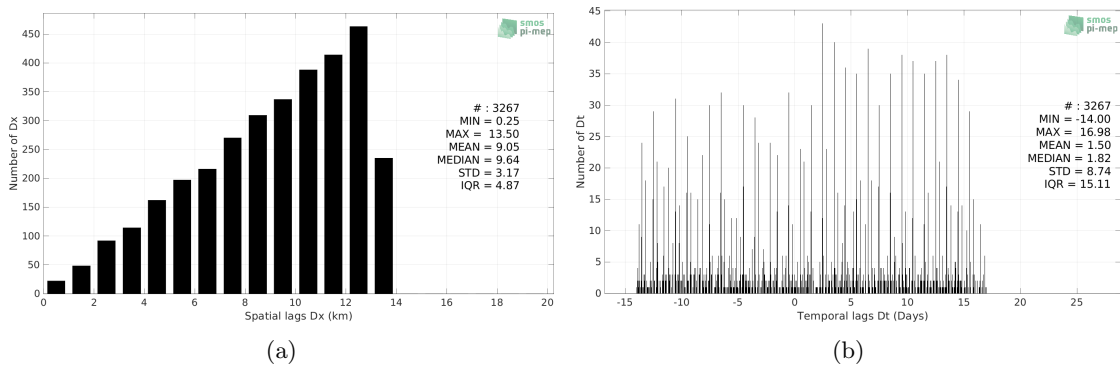 smos
pi-mep
450
400
350
300
250
200
150
100
50
0
Number of Dx
# : 3267
MIN = 0.25
MAX = 13.50
MEAN = 9.05
MEDIAN = 9.64
STD = 3.17
IQR = 4.87
0 2 4 6 8 10 12 14 16 18 20
Spatial lags Dx (km)
(a)
smos
pi-mep
45
40
35
30
25
20
15
10
5
0
Number of Dt
# : 3267
MIN = -14.00
MAX = 16.98
MEAN = 1.50
MEDIAN = 1.82
STD = 8.74
IQR = 15.11
-15 -10 -5 0 5 10 15 20 25
Temporal lags Dt (Days)
(b)